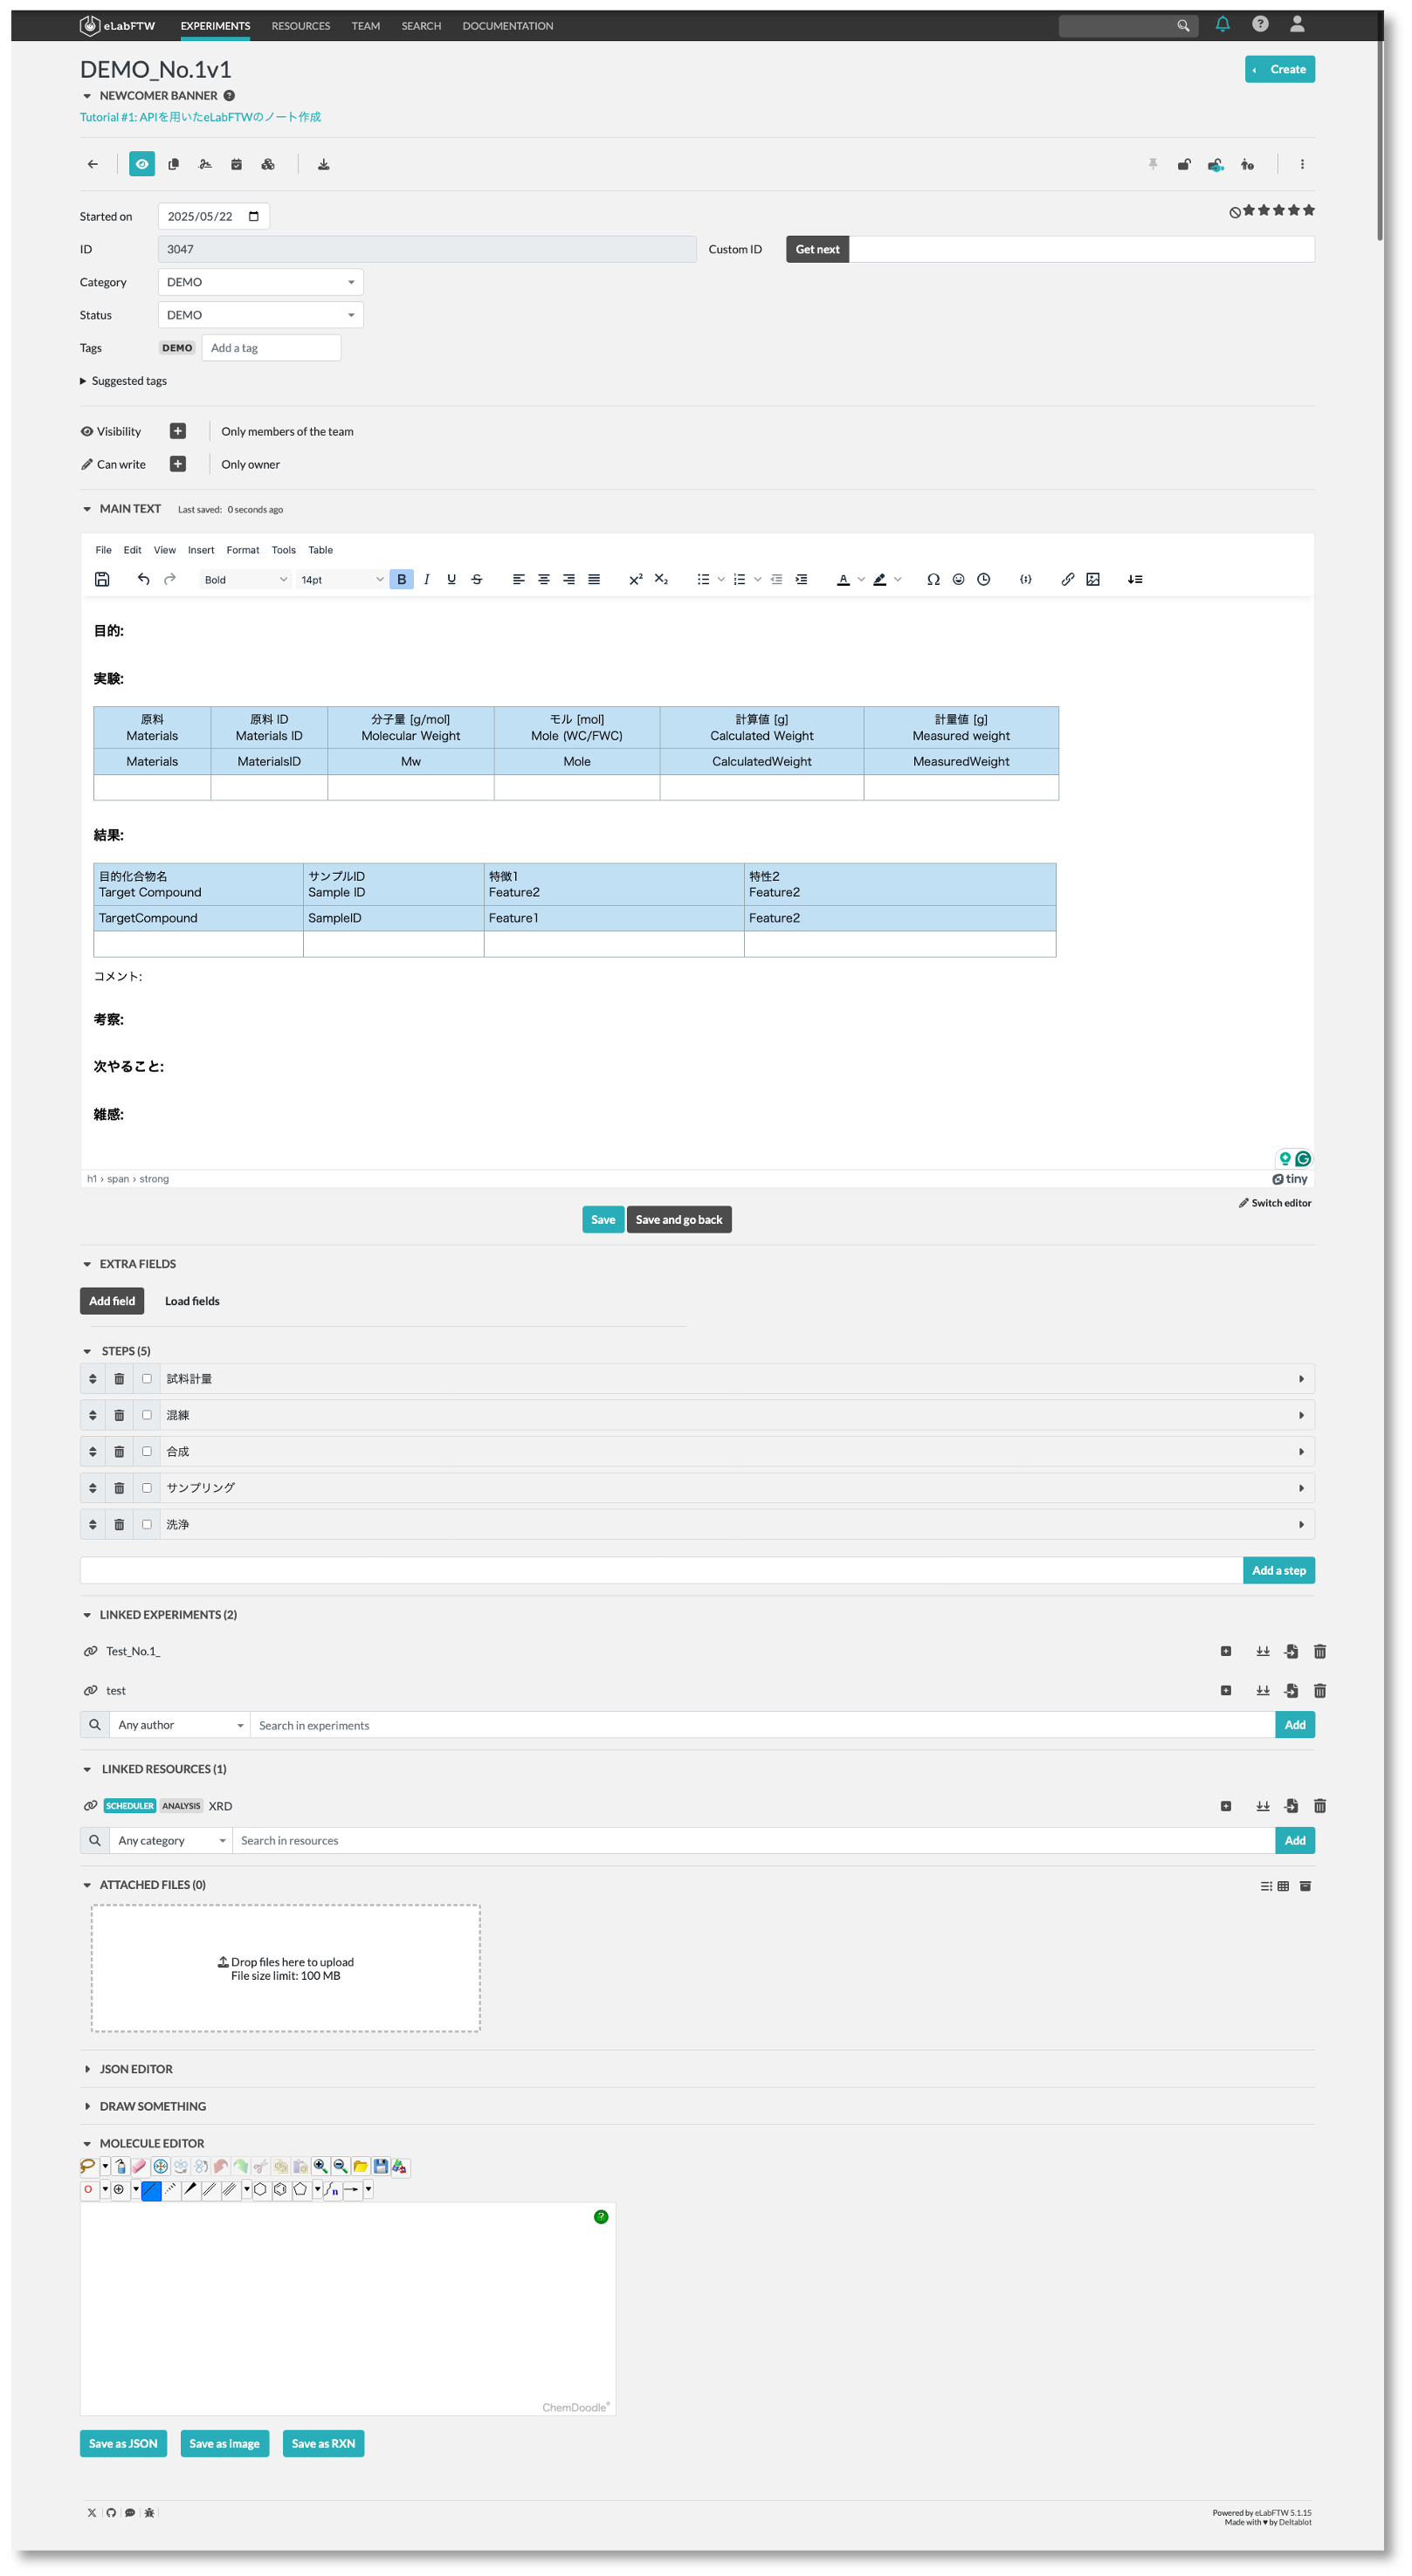 eLabFTW EXPERIMENTS RESOURCES TEAM SEARCH DOCUMENTATION
DEMO_No.1v1
Create
NEWCOMER BANNER
Tutorial #1: APIを用いたeLabFTWのノート作成
Started on 2025/05/22
ID 3047 Custom ID Get next
Category DEMO
Status DEMO
Tags DEMO Add a tag
Suggested tags
Visibility Only members of the team
Can write Only owner
MAIN TEXT Last saved: 0 seconds ago
File Edit View Insert Format Tools Table
Bold 14pt
目的:
実験:
原料 原料 ID 分子量 [g/mol] モル [mol] 計算値 [g] 計量値 [g]
Materials Materials ID Molecular Weight Mole (WC/FWC) Calculated Weight Measured weight
Materials MaterialsID Mw Mole CalculatedWeight MeasuredWeight
結果:
目的化合物名 サンプルID 特徴1 特性2
Target Compound Sample ID Feature2 Feature2
TargetCompound SampleID Feature1 Feature2
コメント:
考察:
次やること:
雑感:
h1 › span › strong
tiny
Switch editor
Save Save and go back
EXTRA FIELDS
Add field Load fields
STEPS (5)
試料計量
混練
合成
サンプリング
洗浄
Add a step
LINKED EXPERIMENTS (2)
Test_No.1_
test
Any author Search in experiments Add
LINKED RESOURCES (1)
SCHEDULER ANALYSIS XRD
Any category Search in resources Add
ATTACHED FILES (0)
Drop files here to upload
File size limit: 100 MB
JSON EDITOR
DRAW SOMETHING
MOLECULE EDITOR
O
n
ChemDoodle®
Save as JSON Save as image Save as RXN
Powered by eLabFTW 5.1.15
Made with ♥ by Deltablot